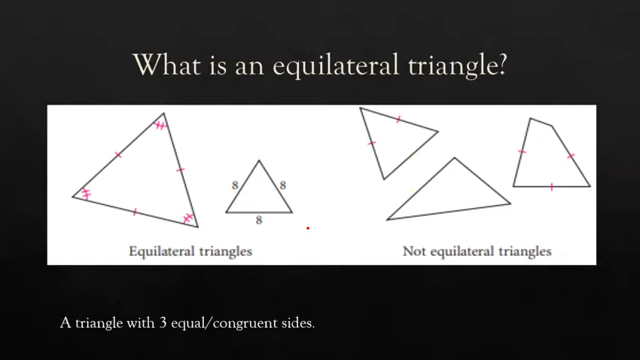 What is an equilateral triangle?
8 8
8
Equilateral triangles
Not equilateral triangles
A triangle with 3 equal/congruent sides.